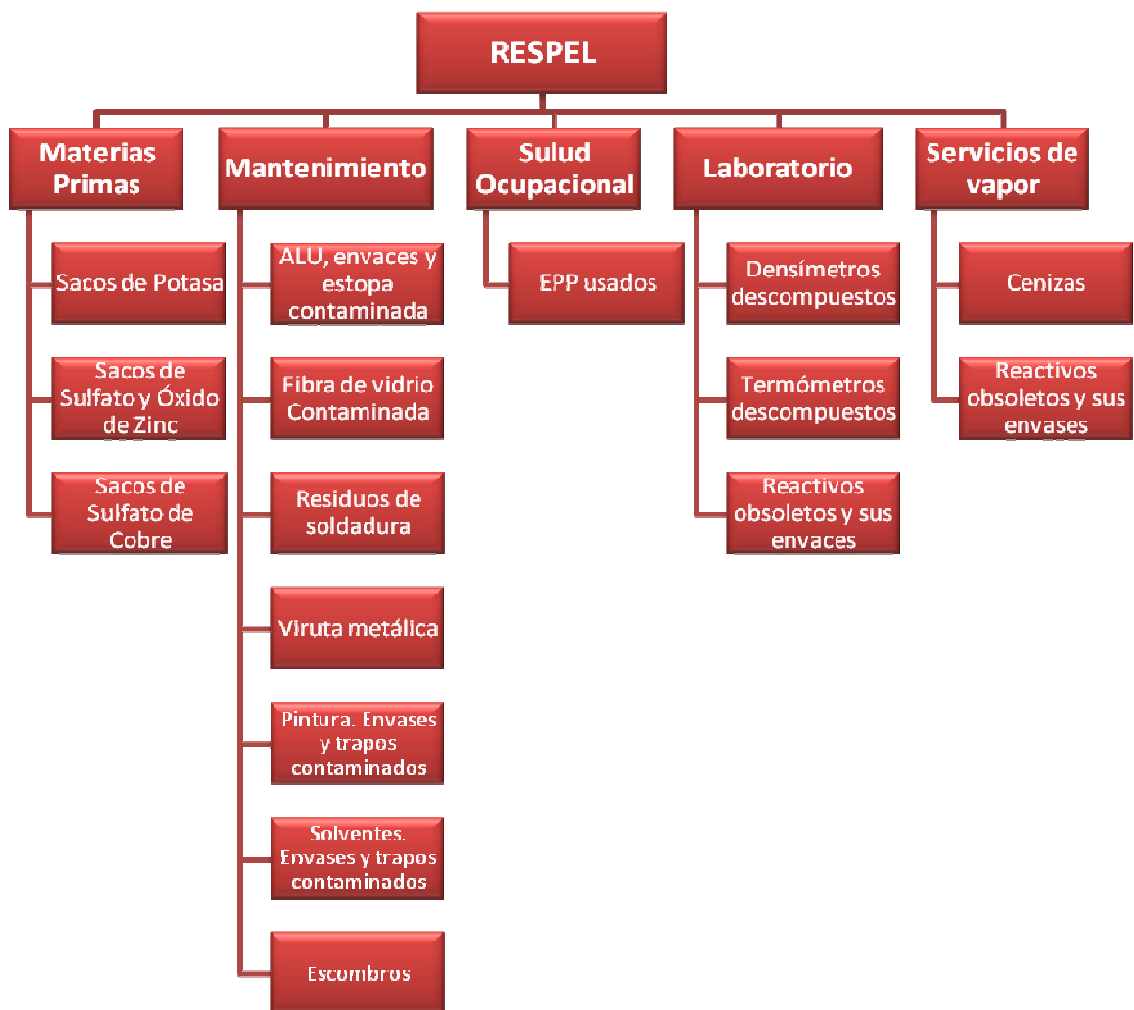 RESPEL
Materias
Primas
Sacos de Potasa
Sacos de
Sulfato y Óxido
de Zinc
Sacos de
Sulfato de
Cobre
Mantenimiento
ALU, envaces y
estopa
contaminada
Fibra de vidrio
Contaminada
Residuos de
soldadura
Viruta metálica
Pintura. Envases
y trapos
contaminados
Solventes.
Envases y trapos
contaminados
Escombros
Sulud
Ocupacional
EPP usados
Laboratorio
Densímetros
descompuestos
Termómetros
descompuestos
Reactivos
obsoletos y sus
envaces
Servicios de
vapor
Cenizas
Reactivos
obsoletos y sus
envases